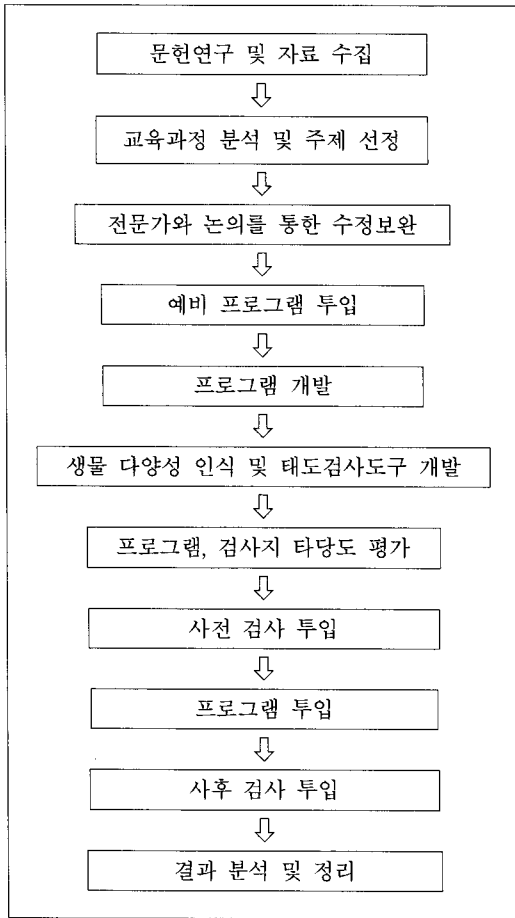 문헌연구 및 자료 수집
교육과정 분석 및 주제 선정
전문가와 논의를 통한 수정보완
예비 프로그램 투입
프로그램 개발
생물 다양성 인식 및 태도검사도구 개발
프로그램, 검사지 타당도 평가
사전 검사 투입
프로그램 투입
사후 검사 투입
결과 분석 및 정리